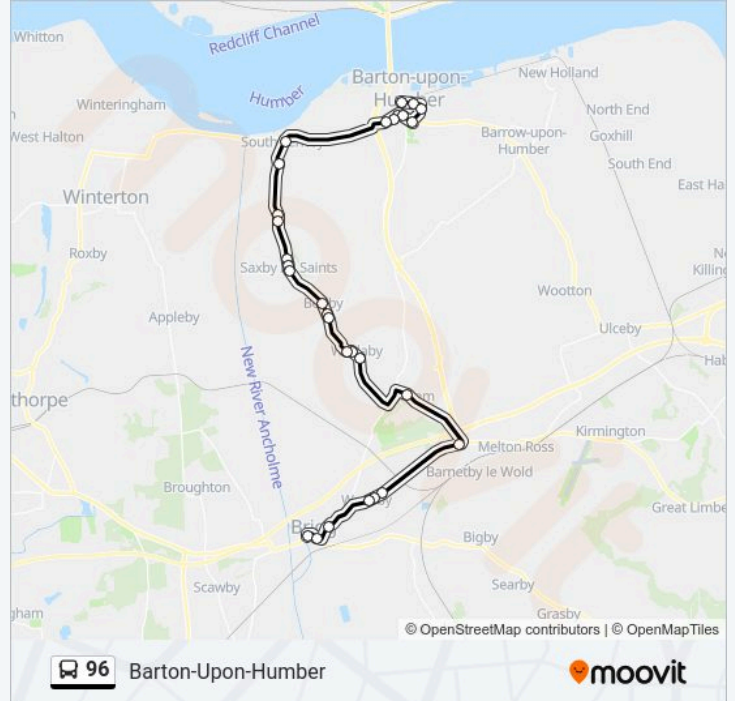 Whitton
Redcliff Channel
New Holland
Barton-upon-
Humber
Humber
Winteringham
North End
West Halton
South
Barrow-upon-
Humber
Goxhill
South End
Winterton
East Ha
Roxby
Saxby
Saints
Killing
Wootton
Appleby
Ulceby
New River Ancholme
thorpe
Kirmington
Melton Ross
Barnetby le Wold
Broughton
Great Limbe
Bigby
Scawby
Searby
gham
Grasby
© OpenStreetMap contributors | © OpenMapTiles
96 Barton-Upon-Humber
moovit